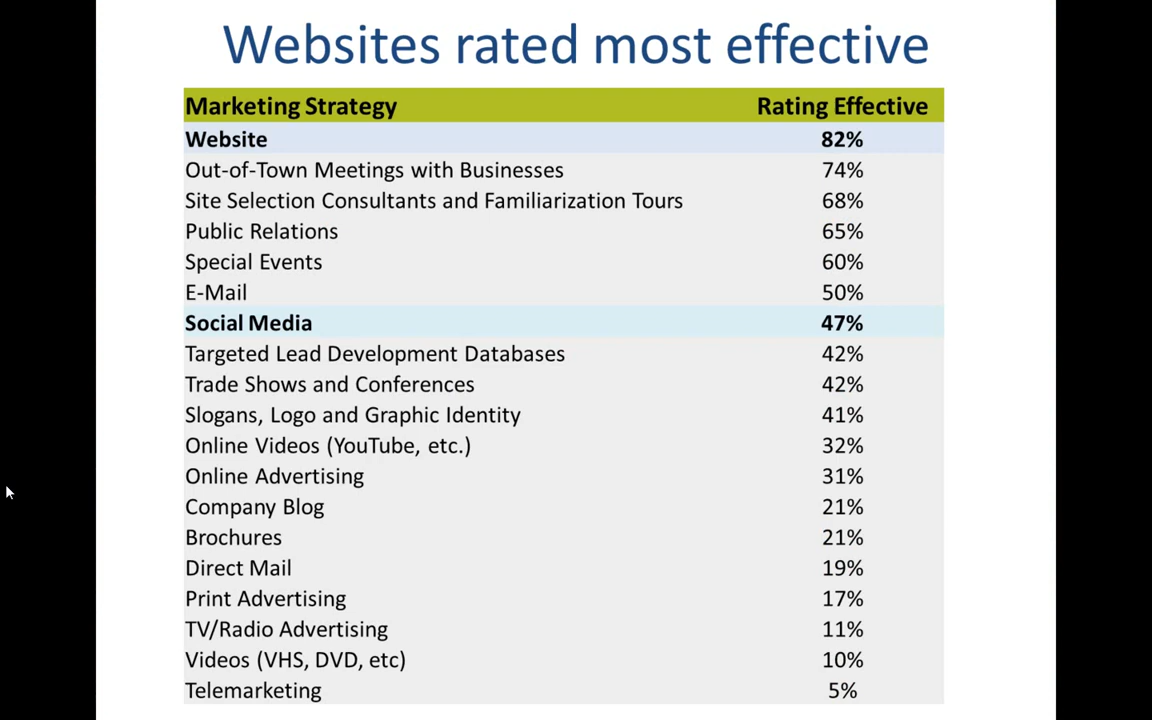 Websites rated most effective
Marketing Strategy Rating Effective
Website 82%
Out-of-Town Meetings with Businesses 74%
Site Selection Consultants and Familiarization Tours 68%
Public Relations 65%
Special Events 60%
E-Mail 50%
Social Media 47%
Targeted Lead Development Databases 42%
Trade Shows and Conferences 42%
Slogans, Logo and Graphic Identity 41%
Online Videos (YouTube, etc.) 32%
Online Advertising 31%
Company Blog 21%
Brochures 21%
Direct Mail 19%
Print Advertising 17%
TV/Radio Advertising 11%
Videos (VHS, DVD, etc) 10%
Telemarketing 5%